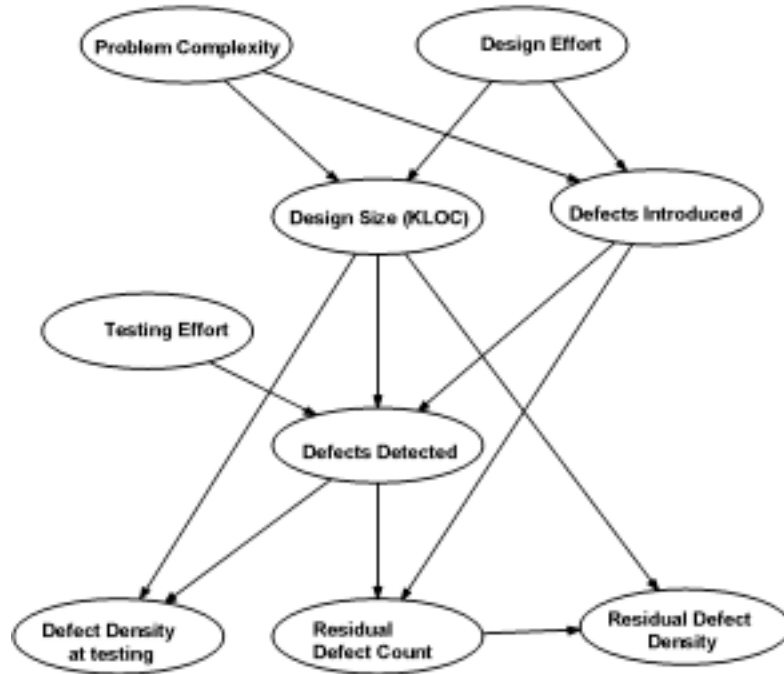 Problem Complexity
Design Effort
Design Size (KLOC)
Defects Introduced
Testing Effort
Defects Detected
Defect Density
at testing
Residual
Defect Count
Residual Defect
Density